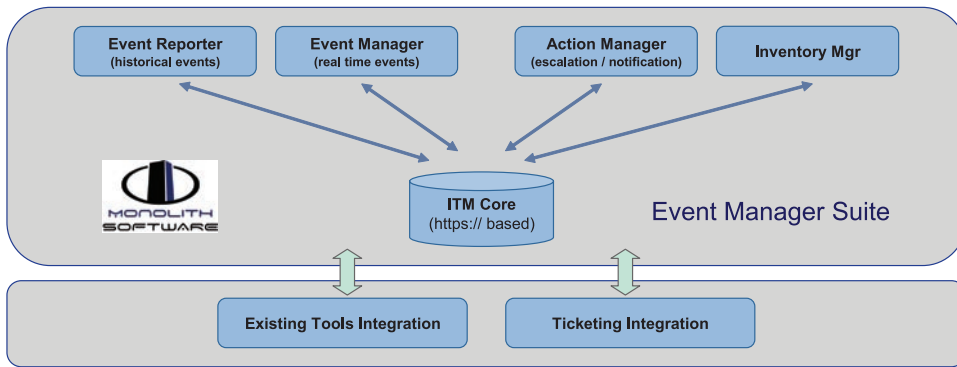 Event Reporter
(historical events)
Event Manager
(real time events)
Action Manager
(escalation / notification)
Inventory Mgr
MONOLITH
SOFTWARE
ITM Core
(https:// based)
Event Manager Suite
Existing Tools Integration
Ticketing Integration